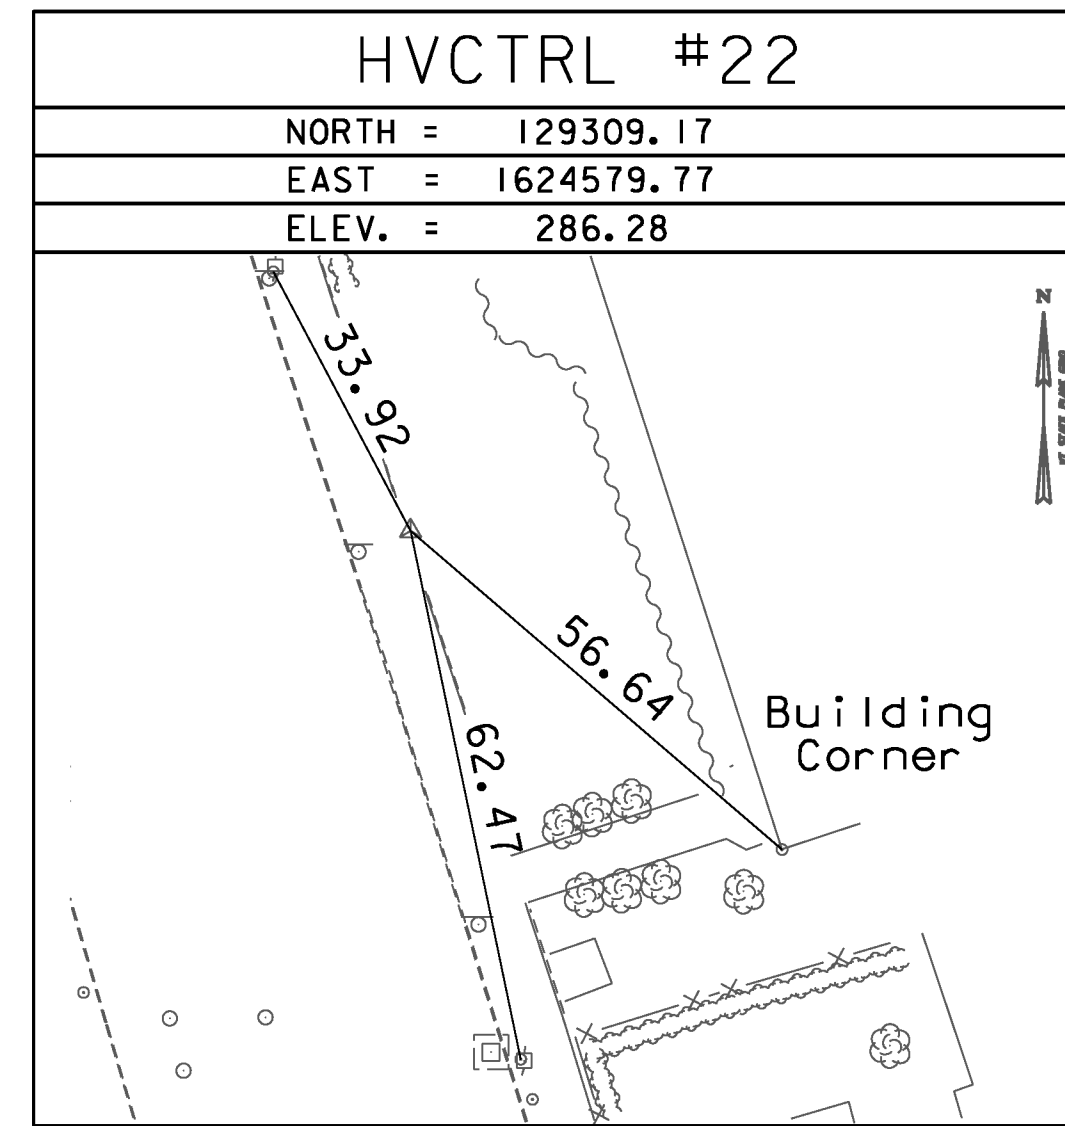 HVCTRL #22
NORTH = 129309.17
EAST = 1624579.77
ELEV. = 286.28
N
33.92
56.64
62.47
Building
Corner